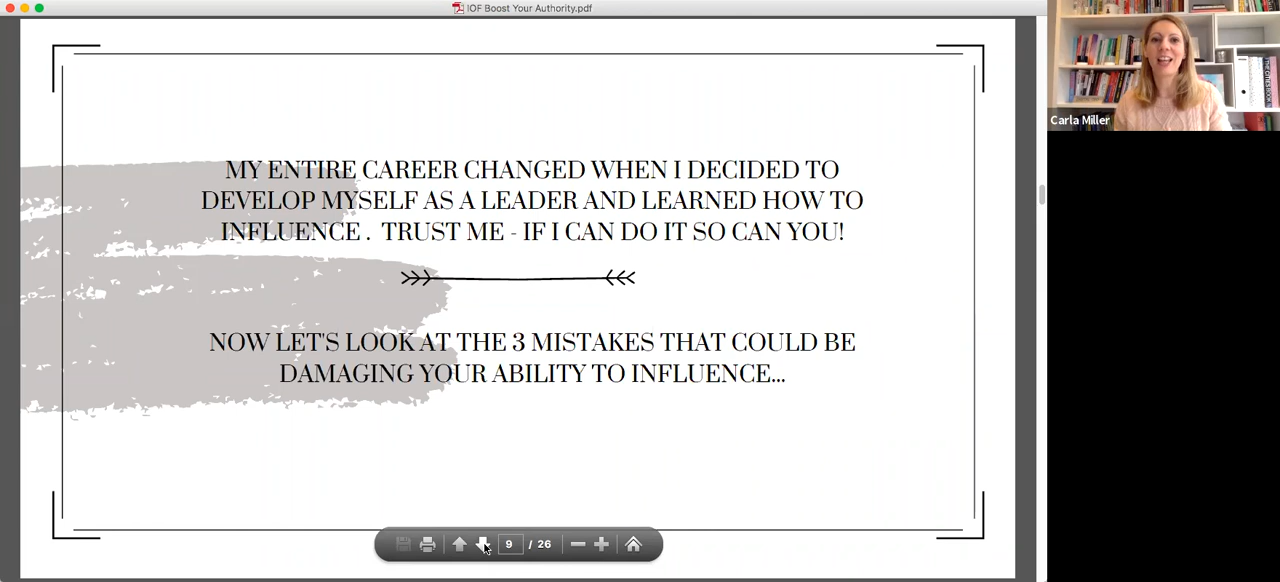 IOF Boost Your Authority.pdf
MY ENTIRE CAREER CHANGED WHEN I DECIDED TO
DEVELOP MYSELF AS A LEADER AND LEARNED HOW TO
INFLUENCE . TRUST ME - IF I CAN DO IT SO CAN YOU!
NOW LET'S LOOK AT THE 3 MISTAKES THAT COULD BE
DAMAGING YOUR ABILITY TO INFLUENCE...
9 / 26
Carla Miller